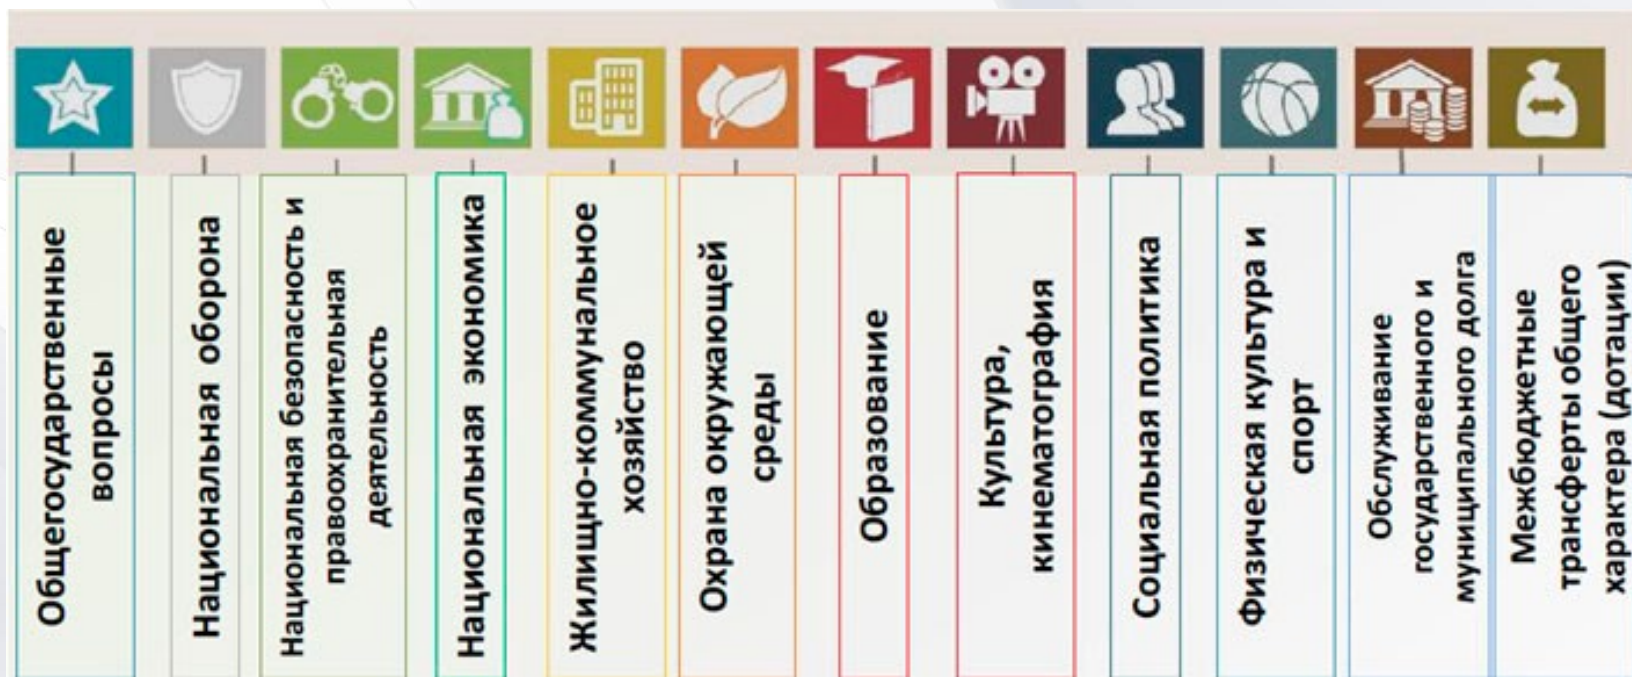 Общегосударственные
вопросы
Национальная оборона
Национальная безопасность и
правоохранительная
деятельность
Национальная экономика
Жилищно-коммунальное
хозяйство
Охрана окружающей
среды
Образование
Культура,
кинематография
Социальная политика
Физическая культура и
спорт
Обслуживание
государственного и
муниципального долга
Межбюджетные
трансферты общего
характера (дотации)